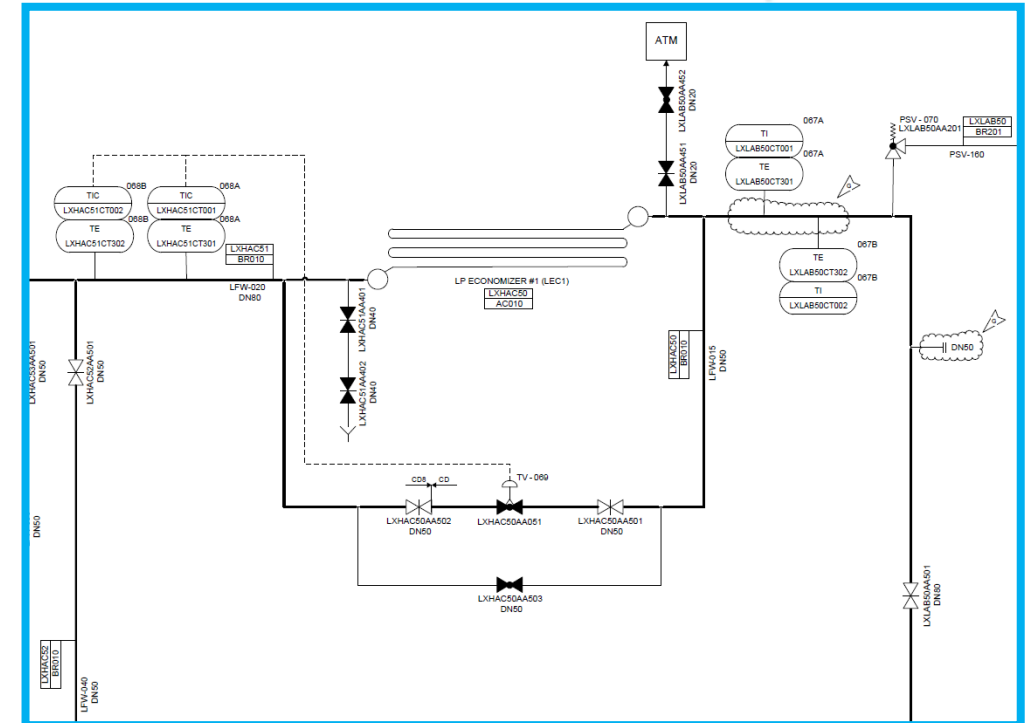 ATM
LXLAB50AA452
DN20
LXLAB50AA451
DN20
067A
TI
LXLAB50CT001
067A
TE
LXLAB50CT301
G
PSV - 070
LXLAB50AA201
LXLAB50
BR201
PSV-160
068B
TIC
LXHAC51CT002
068B
TE
LXHAC51CT302
068A
TIC
LXHAC51CT001
068A
TE
LXHAC51CT301
LXHAC51
BR010
LFW-020
DN80
LP ECONOMIZER #1 (LEC1)
LXHAC50
AC010
067B
TE
LXLAB50CT302
067B
TI
LXLAB50CT002
G
DN50
LXHAC51AA401
DN40
LXHAC51AA402
DN40
LXHAC53AA501
DN50
LXHAC52AA501
DN50
LXHAC50
BR010
LFW-015
DN50
CD8
CD
TV - 069
LXHAC50AA502
DN50
LXHAC50AA051
LXHAC50AA501
DN50
LXHAC50AA503
DN50
DN50
LXLAB50AA501
DN80
LXHAC52
BR010
LFW-040
DN50